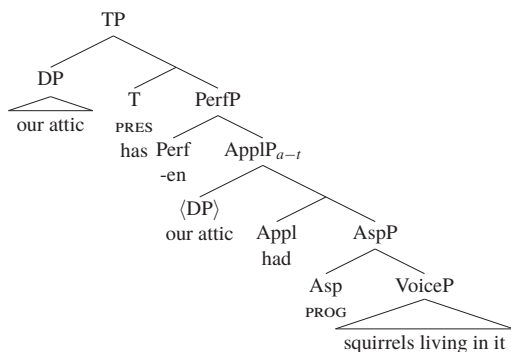 TP
DP
T
PerfP
our attic
PRES
has
Perf
ApplP_{a−t}
-en
⟨DP⟩
our attic
Appl
AspP
had
Asp
VoiceP
PROG
squirrels living in it